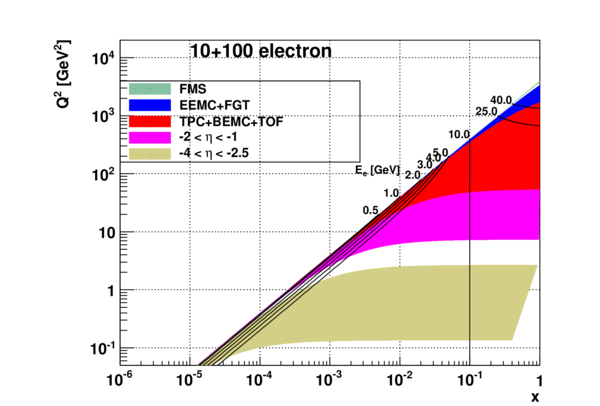 10+100 electron
Q² [GeV²]
10⁴
10³
10²
10
1
10⁻¹
FMS
EEMC+FGT
TPC+BEMC+TOF
-2 < η < -1
-4 < η < -2.5
40.0
25.0
10.0
5.0
4.0
3.0
2.0
1.0
0.5
Eₑ [GeV]
10⁻⁶
10⁻⁵
10⁻⁴
10⁻³
10⁻²
10⁻¹
1
x